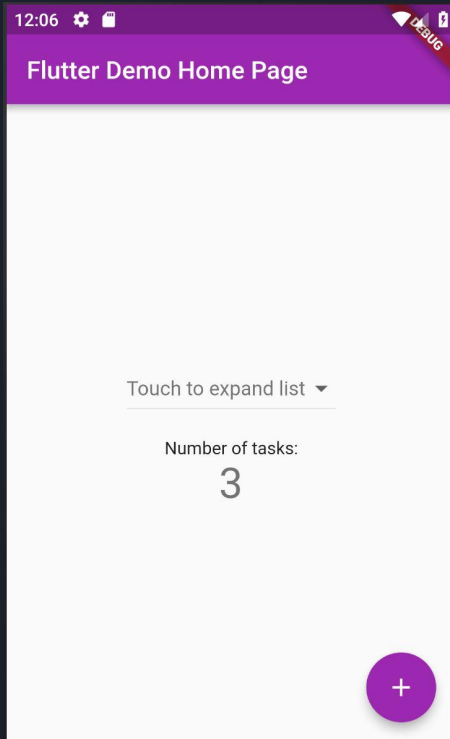 12:06
DEBUG
Flutter Demo Home Page
Touch to expand list
Number of tasks:
3
+